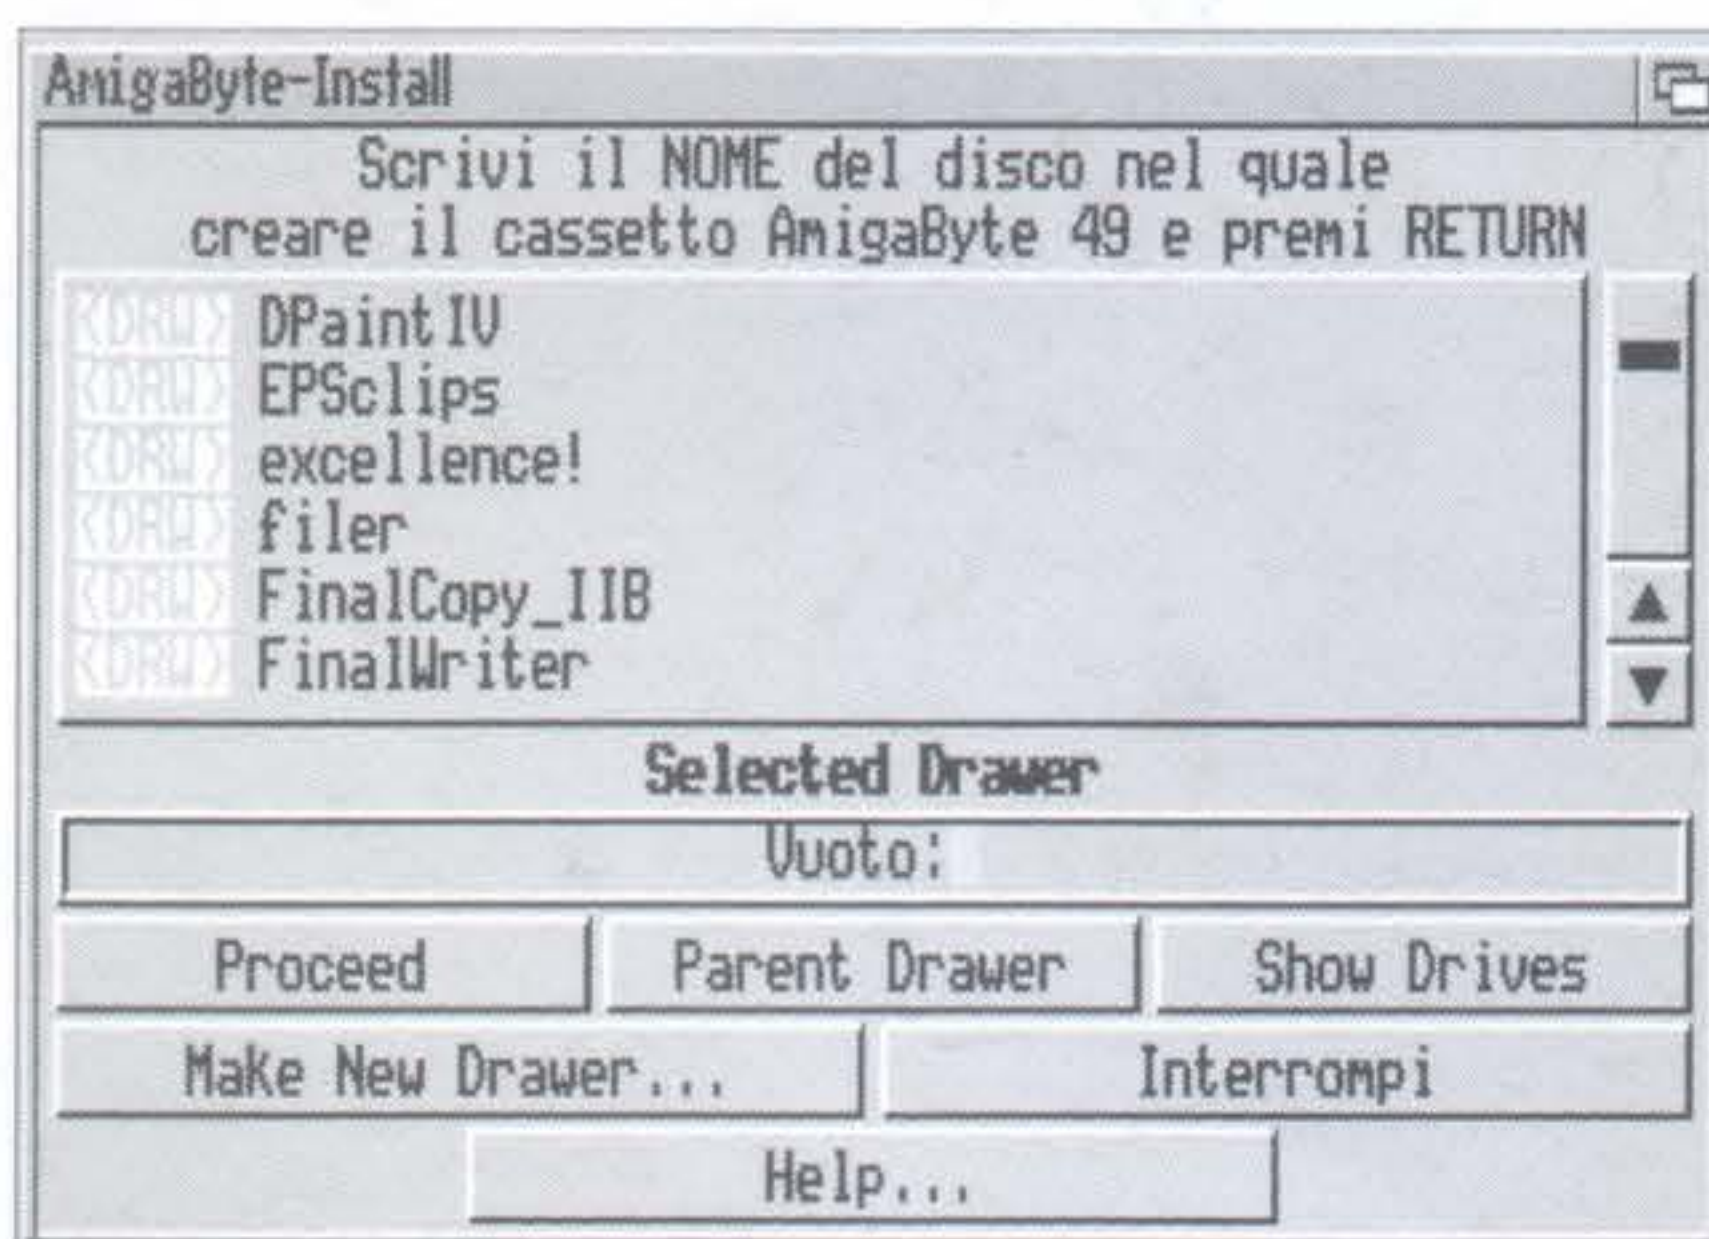 AmigaByte-Install
Scrivi il NOME del disco nel quale
creare il cassetto AmigaByte 49 e premi RETURN
<DRW> DPaintIV
<DRW> EPSclips
<DRW> excellence!
<DRW> filer
<DRW> FinalCopy_IIB
<DRW> FinalWriter
Selected Drawer
Vuoto:
Proceed Parent Drawer Show Drives
Make New Drawer... Interrompi
Help...